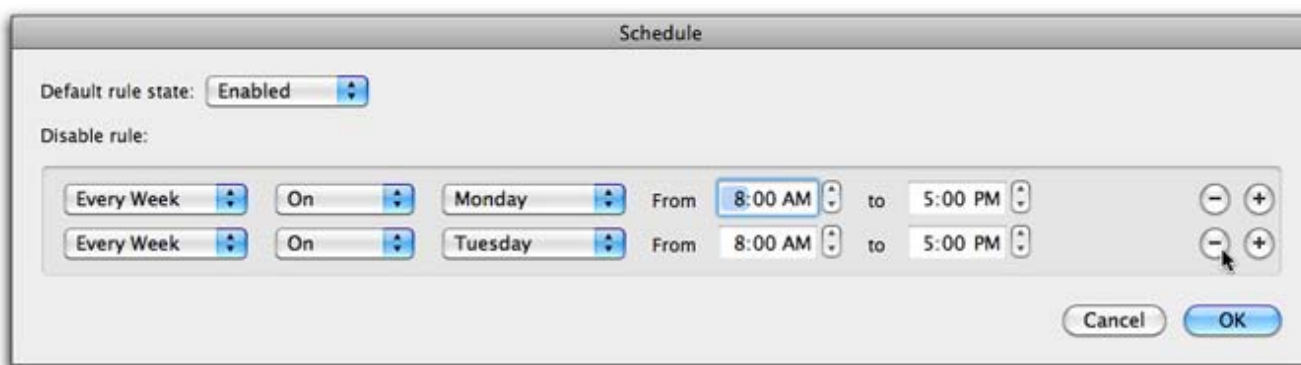 Schedule
Default rule state: Enabled
Disable rule:
Every Week On Monday From 8:00 AM to 5:00 PM
Every Week On Tuesday From 8:00 AM to 5:00 PM
Cancel OK